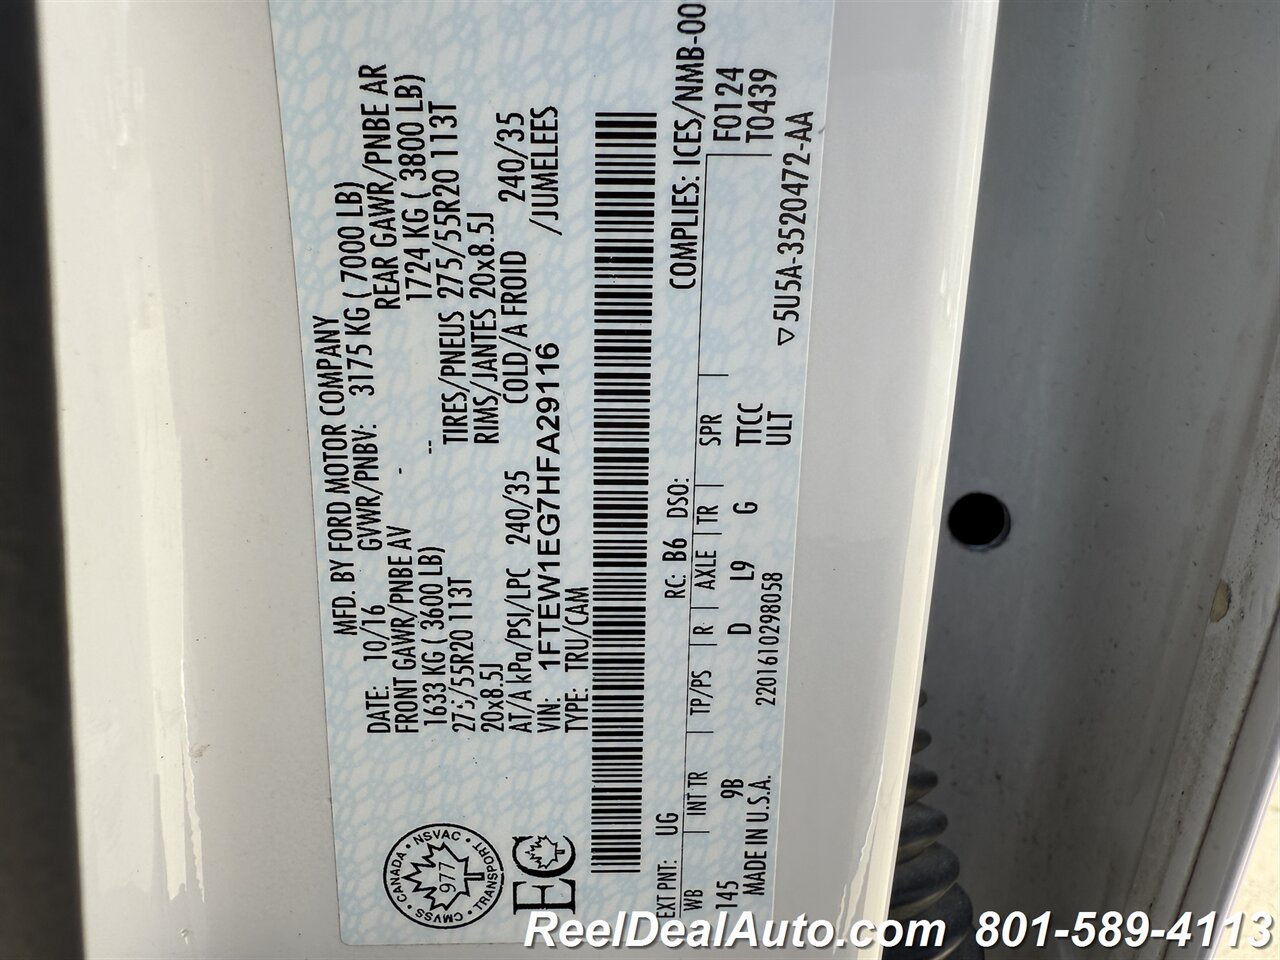 MFD. BY FORD MOTOR COMPANY
DATE: 10/16 GVWR/PNBV: 3175 KG ( 7000 LB)
FRONT GAWR/PNBE AV - REAR GAWR/PNBE AR
1633 KG ( 3600 LB) -- 1724 KG ( 3800 LB)
275/55R20 113T TIRES/PNEUS 275/55R20 113T
20x8.5J RIMS/JANTES 20x8.5J
AT/A kPa/PSI/LPC 240/35 COLD/A FROID 240/35
VIN: 1FTEW1EG7HFA29116 /JUMELEES
TYPE: TRU/CAM
CANADA • NSVAC • TRANSPORT • CMVSS •
977
EC
COMPLIES: ICES/NMB-00
EXT PNT: UG RC: B6 DSO:
WB INT TR TP/PS R AXLE TR SPR F0124
145 9B D L9 G TTCC T0439
MADE IN U.S.A. 2201610298058 ULT
▽5U5A-3520472-AA
ReelDealAuto.com 801-589-4113